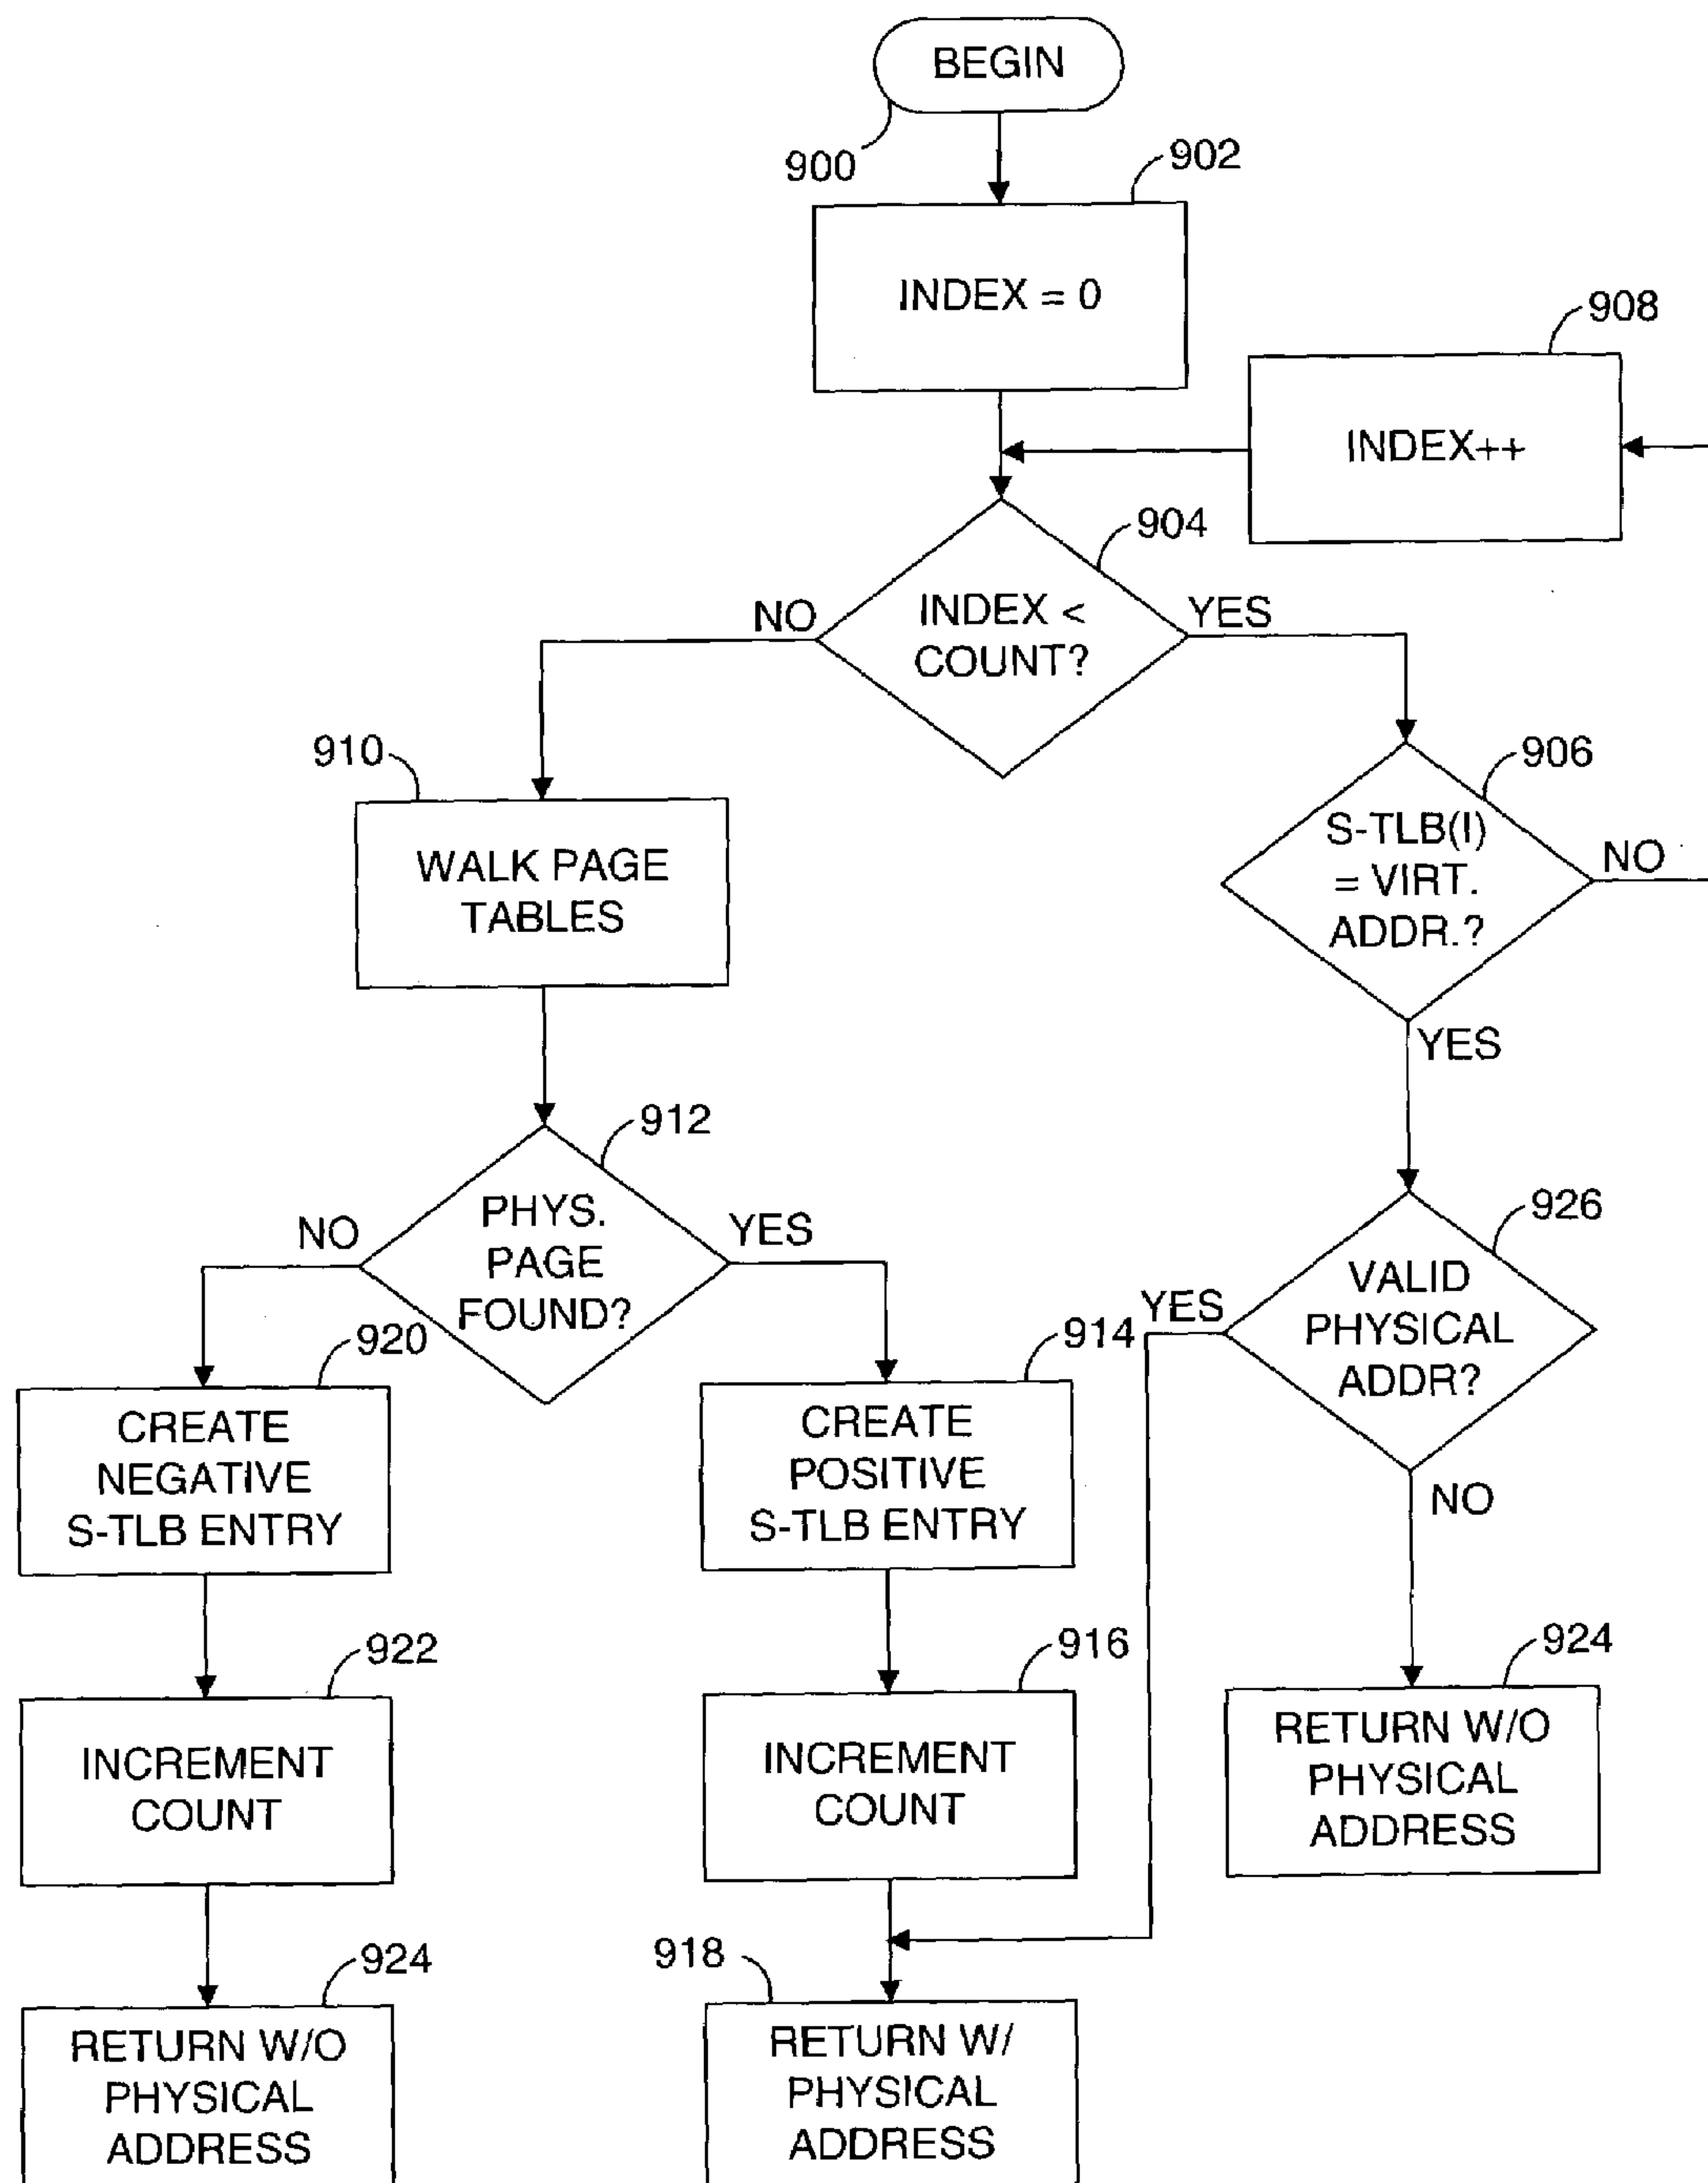 BEGIN
900
902
INDEX = 0
908
INDEX++
904
INDEX <
COUNT?
NO
YES
910
WALK PAGE
TABLES
906
S-TLB(I)
= VIRT.
ADDR.?
NO
YES
912
PHYS.
PAGE
FOUND?
NO
YES
926
VALID
PHYSICAL
ADDR?
YES
NO
920
CREATE
NEGATIVE
S-TLB ENTRY
914
CREATE
POSITIVE
S-TLB ENTRY
922
INCREMENT
COUNT
916
INCREMENT
COUNT
924
RETURN W/O
PHYSICAL
ADDRESS
924
RETURN W/O
PHYSICAL
ADDRESS
918
RETURN W/
PHYSICAL
ADDRESS